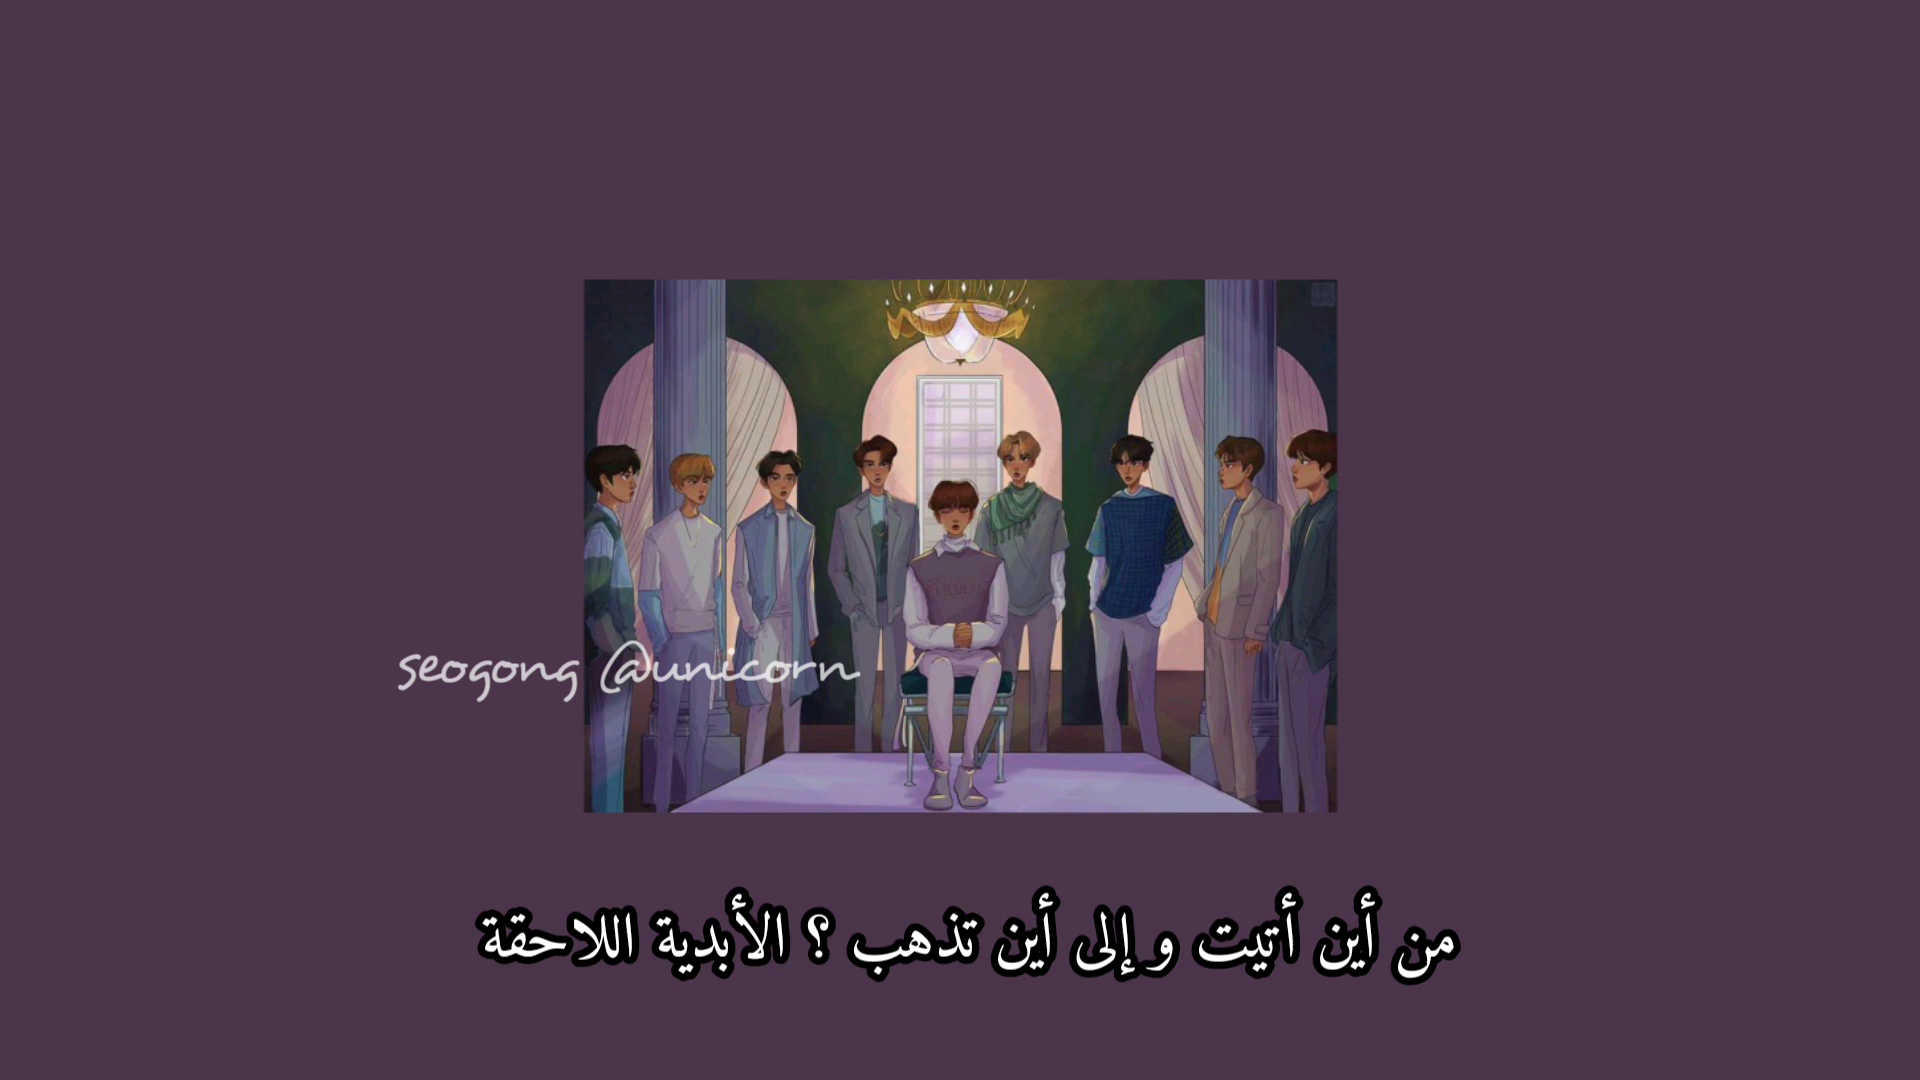 seogong @unicorn
من أين أتيت و إلى أين تذهب ؟ الأبدية اللاحقة